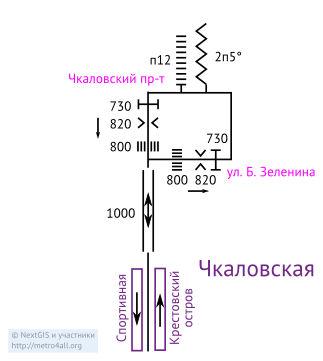 п12
2п5°
Чкаловский пр-т
730
820
800
730
800
820
ул. Б. Зеленина
1000
Чкаловская
Спортивная
Крестовский
остров
© NextGIS и участники
http://metro4all.org